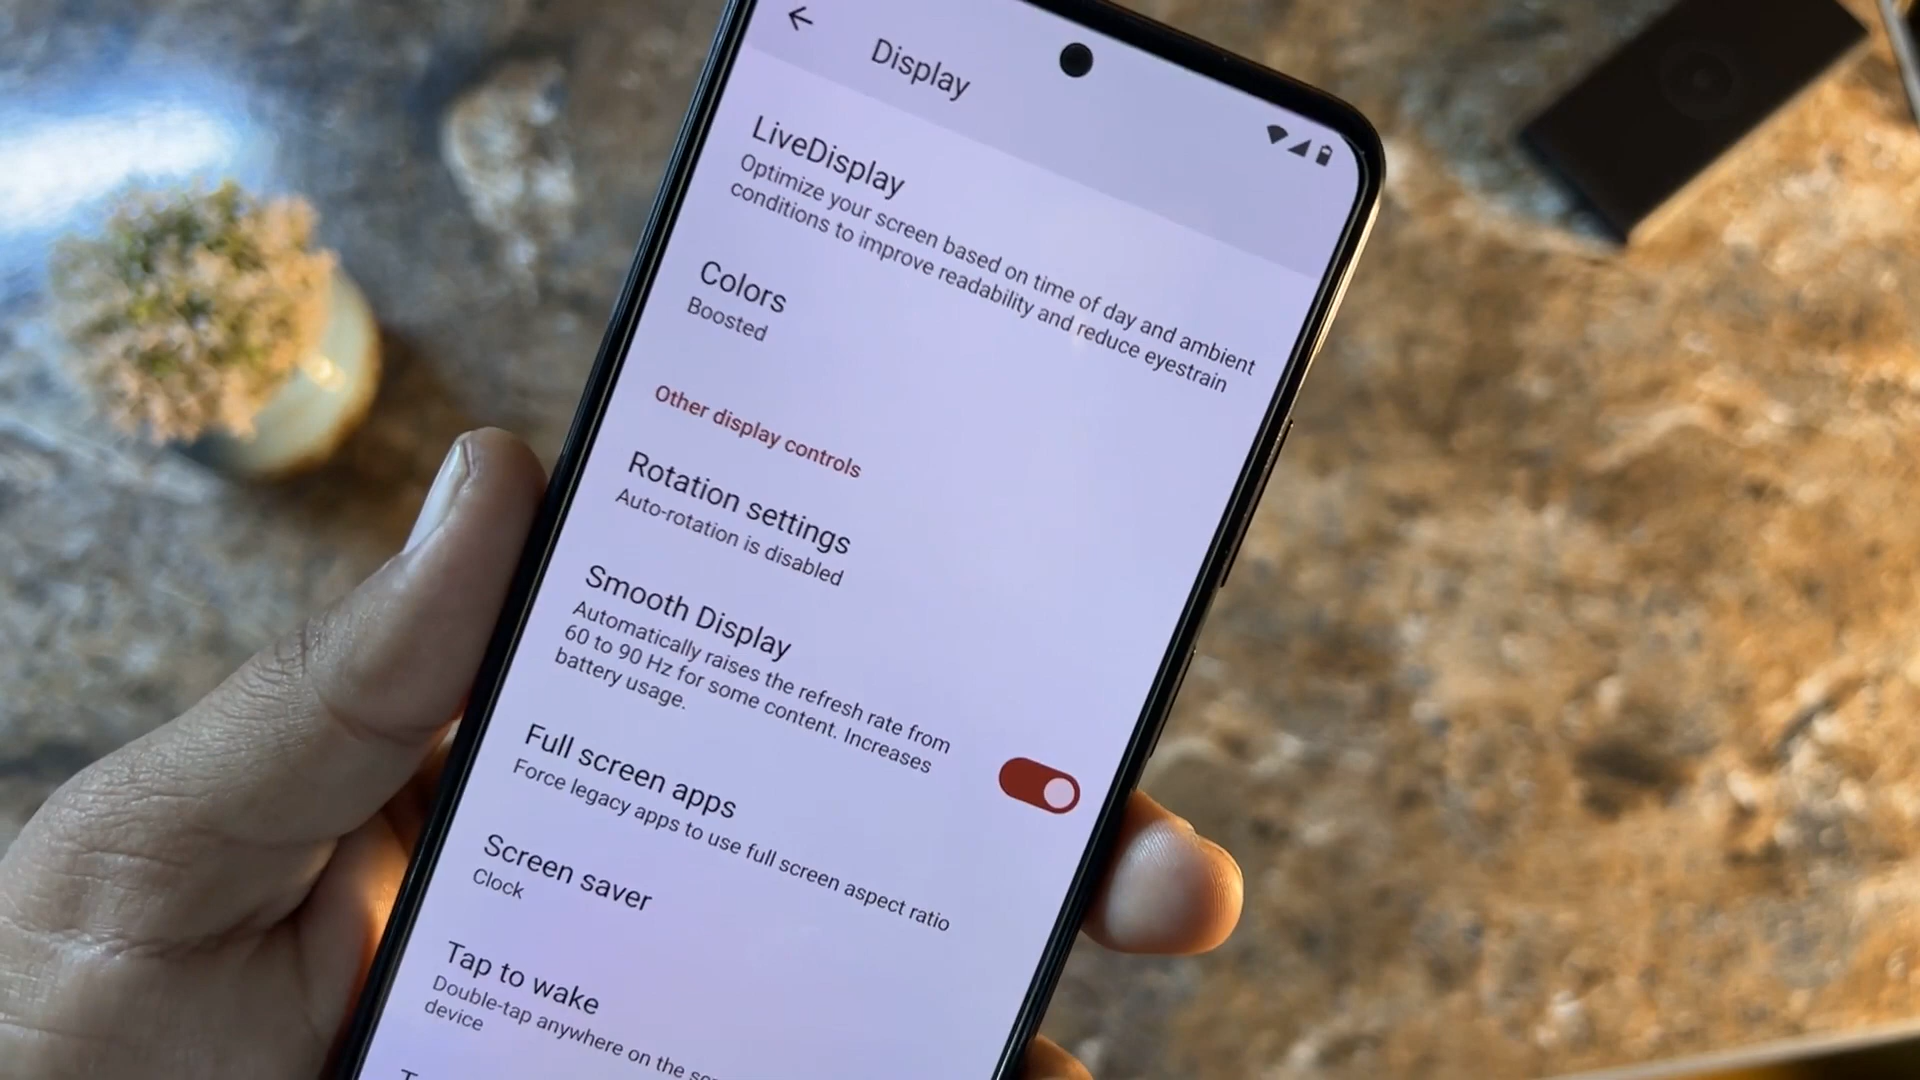 Display
LiveDisplay
Optimize your screen based on time of day and ambient
conditions to improve readability and reduce eyestrain
Colors
Boosted
Other display controls
Rotation settings
Auto-rotation is disabled
Smooth Display
Automatically raises the refresh rate from
60 to 90 Hz for some content. Increases
battery usage.
Full screen apps
Force legacy apps to use full screen aspect ratio
Screen saver
Clock
Tap to wake
Double-tap anywhere on the
device